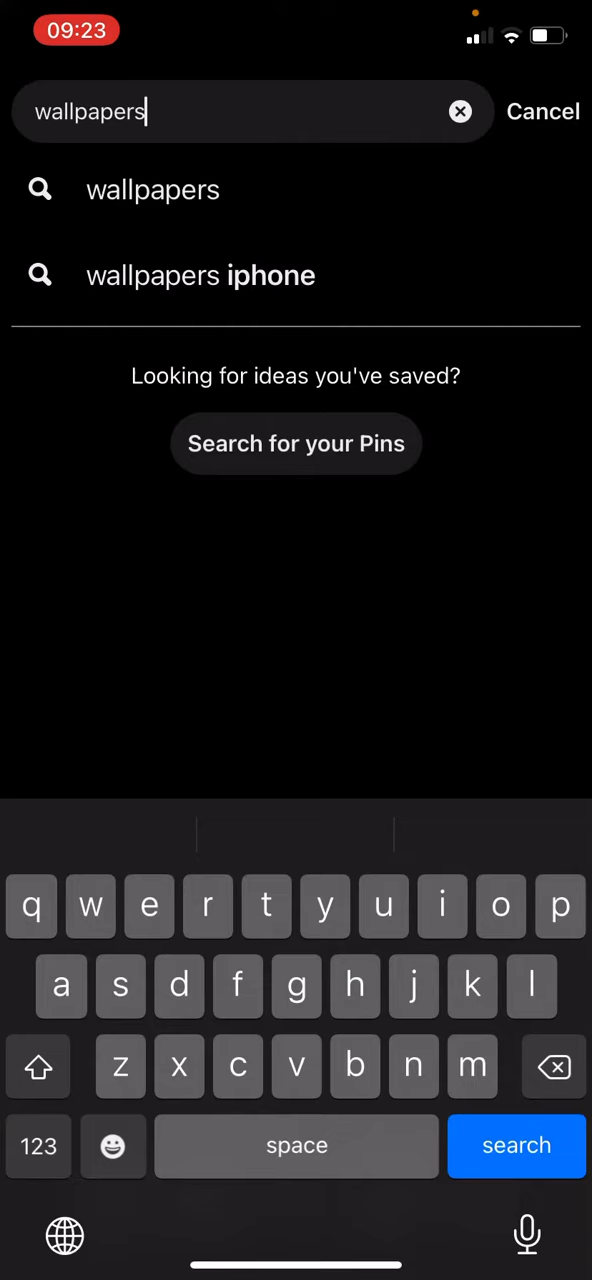 09:23
wallpapers Cancel
wallpapers
wallpapers iphone
Looking for ideas you've saved?
Search for your Pins
q w e r t y u i o p
a s d f g h j k l
z x c v b n m
123 space search